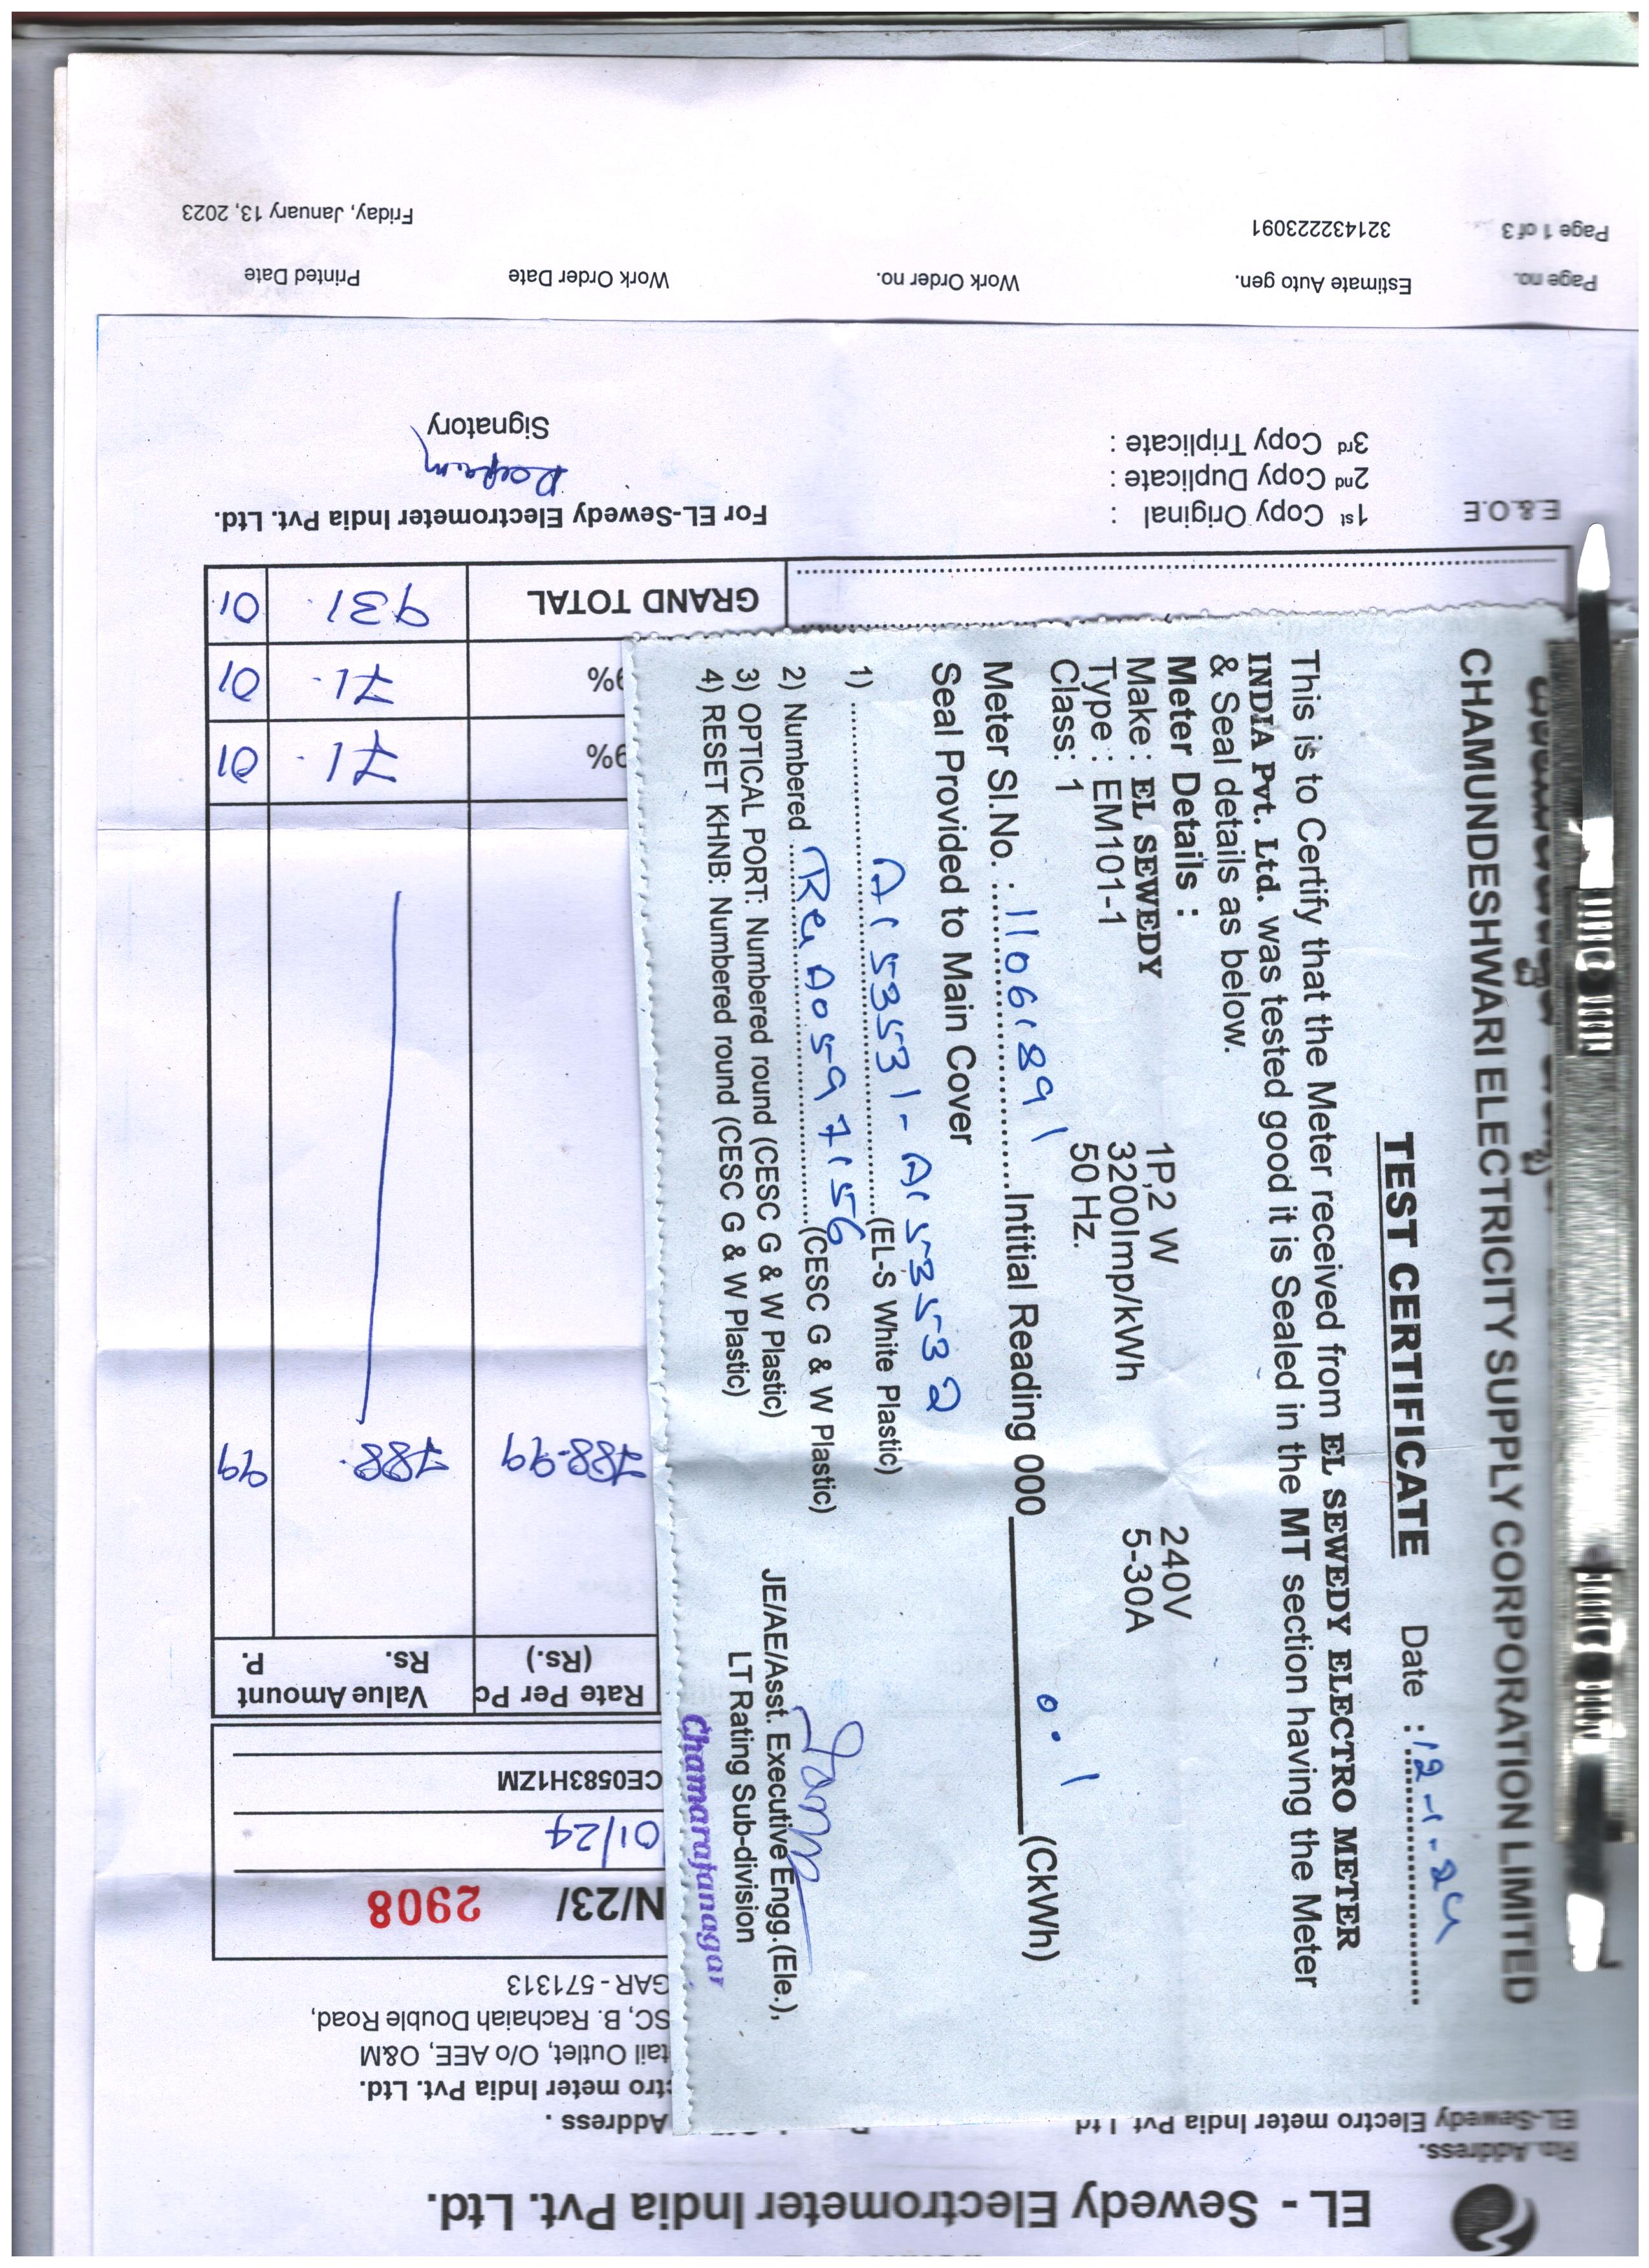 CHAMUNDESHWARI ELECTRICITY SUPPLY CORPORATION LIMITED
TEST CERTIFICATE
Date : 12-1-24
This is to Certify that the Meter received from EL SEWEDY ELECTRO METER
INDIA Pvt. Ltd. was tested good it is Sealed in the MT section having the Meter
& Seal details as below.
Meter Details :
Make : EL SEWEDY 1P,2 W 240V
Type : EM101-1 3200Imp/kWh 5-30A
Class: 1 50 Hz.
Meter Sl.No. : 11061891 Intitial Reading 000 0.1 (CkWh)
Seal Provided to Main Cover
1) A1535531-A1535532 (EL-S White Plastic)
2) Numbered A0597156 (CESC G & W Plastic)
3) OPTICAL PORT: Numbered round (CESC G & W Plastic)
4) RESET KHNB: Numbered round (CESC G & W Plastic)
JE/AE/Asst. Executive Engg.(Ele.),
LT Rating Sub-division
Chamarajanagar
EL - Sewedy Electrometer India Pvt. Ltd.
Address .
EL-Sewedy Electro meter India Pvt Ltd
ctro meter India Pvt. Ltd.
tail Outlet, O/o AEE, O&M
SC, B. Rachaiah Double Road,
GAR - 571313
N/23/ 2908
01/24
CE0583H1ZM
Rate Per Pc (Rs.) Value Amount Rs. P.
788-99 788. 99
9% 71. 01
9% 71. 01
GRAND TOTAL 931. 01
E.& O.E
1st Copy Original :
2nd Copy Duplicate :
3rd Copy Triplicate :
For EL-Sewedy Electrometer India Pvt. Ltd.
Signatory
Page no. Estimate Auto gen. Work Order no. Work Order Date Printed Date
Page 1 of 3 321432223091 Friday, January 13, 2023